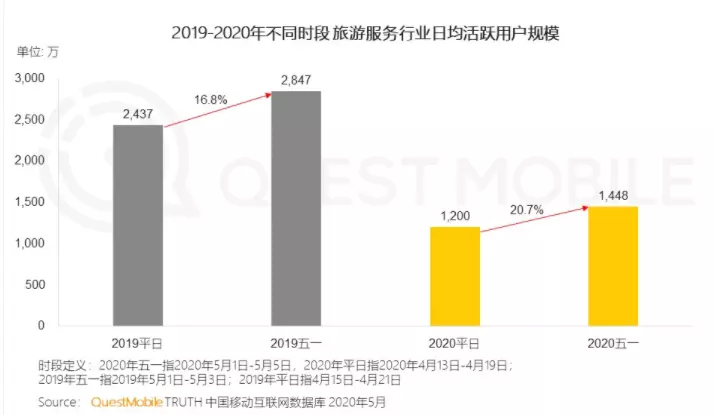 2019-2020年不同时段 旅游服务行业日均活跃用户规模
单位: 万
3,000
2,500
2,000
1,500
1,000
500
0
2,437
16.8%
2,847
1,200
20.7%
1,448
2019平日
2019五一
2020平日
2020五一
QUEST MOBILE
时段定义：2020年五一指2020年5月1日-5月5日，2020年平日指2020年4月13日-4月19日；
2019年五一指2019年5月1日-5月3日；2019年平日指4月15日-4月21日
Source：QuestMobile TRUTH 中国移动互联网数据库 2020年5月